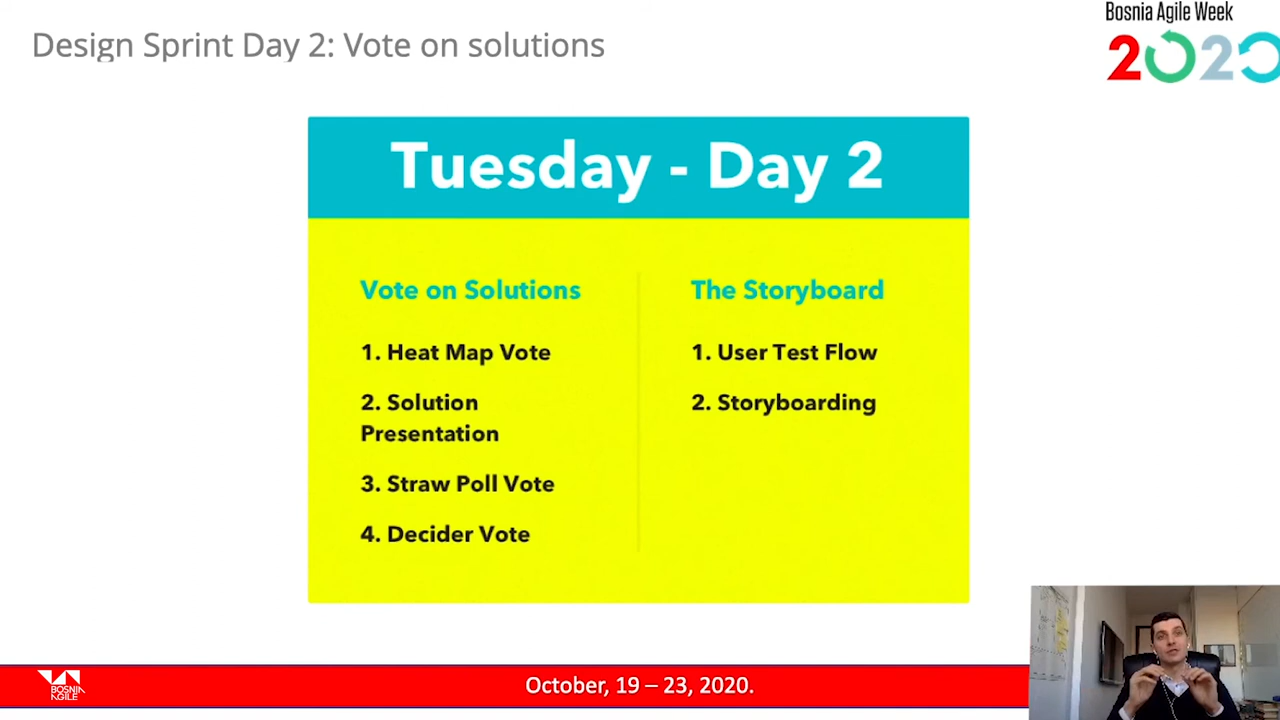 Design Sprint Day 2: Vote on solutions
Bosnia Agile Week
2020
Tuesday - Day 2
Vote on Solutions
1. Heat Map Vote
2. Solution
Presentation
3. Straw Poll Vote
4. Decider Vote
The Storyboard
1. User Test Flow
2. Storyboarding
BOSNIA
AGILE
October, 19 – 23, 2020.